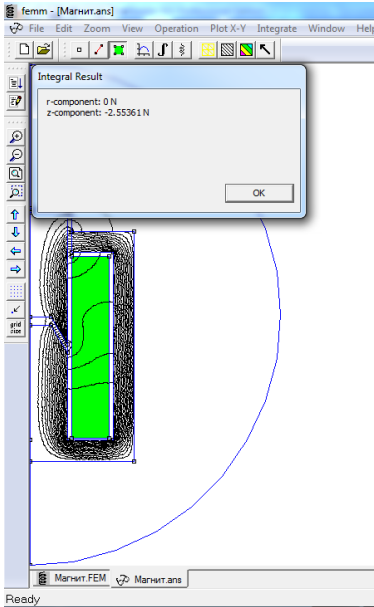 femm - [Магнит.ans]
File Edit Zoom View Operation Plot X-Y Integrate Window Help
Integral Result
r-component: 0 N
z-component: -2.55361 N
OK
grid
size
Магнит.FEM Магнит.ans
Ready